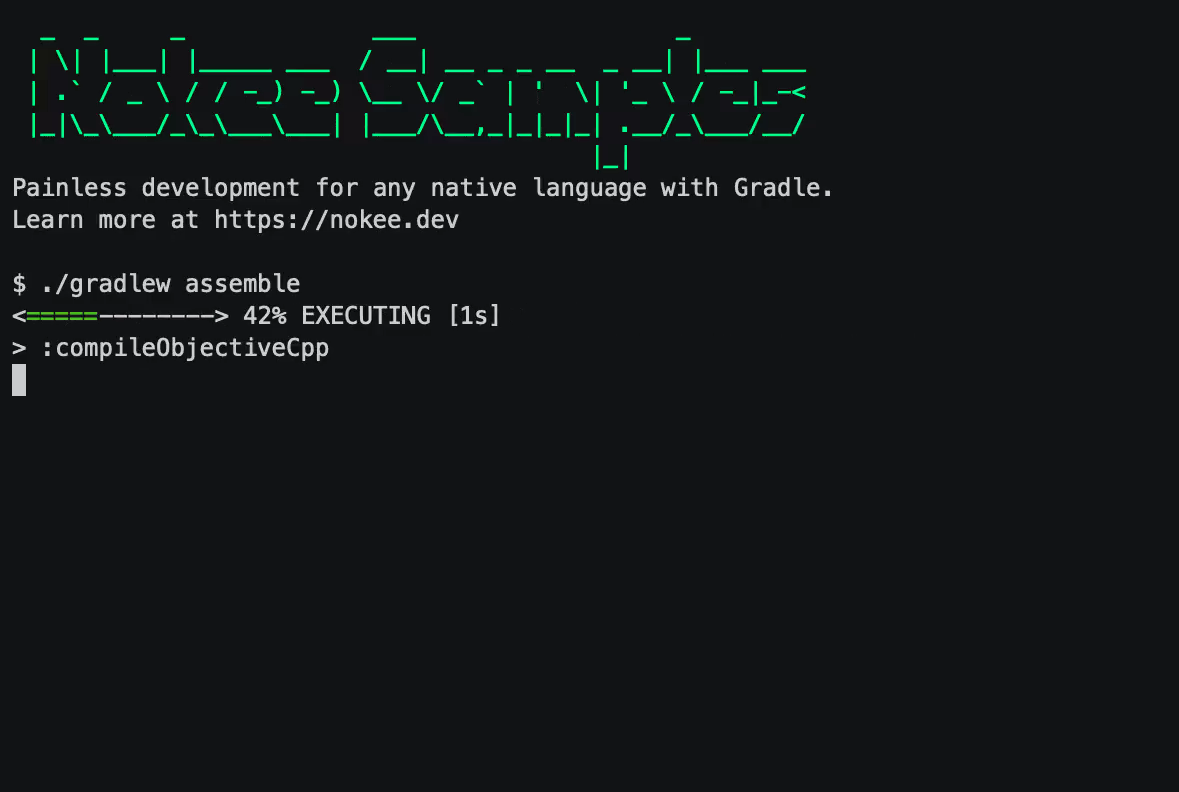 Nokee Samples
Painless development for any native language with Gradle.
Learn more at https://nokee.dev
$ ./gradlew assemble
<=====--------> 42% EXECUTING [1s]
> :compileObjectiveCpp